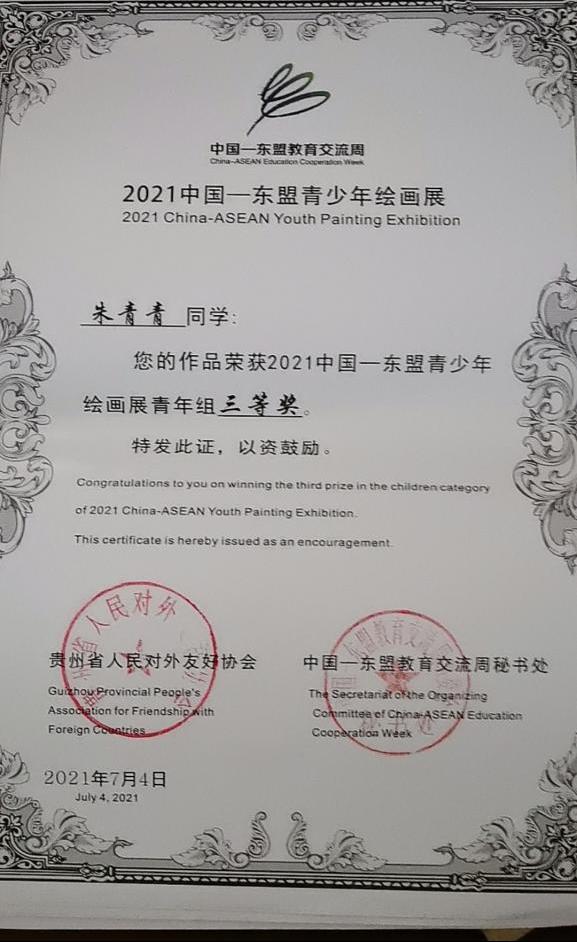 中国—东盟教育交流周
China-ASEAN Education Cooperation Week
2021中国—东盟青少年绘画展
2021 China-ASEAN Youth Painting Exhibition
朱青青 同学:
您的作品荣获2021中国—东盟青少年
绘画展青年组三等奖。
特发此证，以资鼓励。
Congratulations to you on winning the third prize in the children category
of 2021 China-ASEAN Youth Painting Exhibition.
This certificate is hereby issued as an encouragement.
贵州省人民对外友好协会
Guizhou Provincial People's
Association for Friendship with
Foreign Countries
中国—东盟教育交流周秘书处
The Secretariat of the Organizing
Committee of China-ASEAN Education
Cooperation Week
2021年7月4日
July 4, 2021